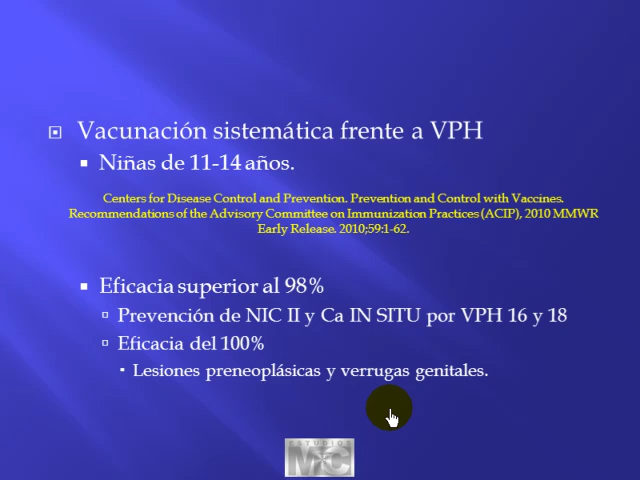 Vacunación sistemática frente a VPH
Niñas de 11-14 años.
Centers for Disease Control and Prevention. Prevention and Control with Vaccines.
Recommendations of the Advisory Committee on Immunization Practices (ACIP), 2010 MMWR
Early Release. 2010;59:1-62.
Eficacia superior al 98%
Prevención de NIC II y Ca IN SITU por VPH 16 y 18
Eficacia del 100%
Lesiones preneoplásicas y verrugas genitales.
ESTUDIOS
M&C